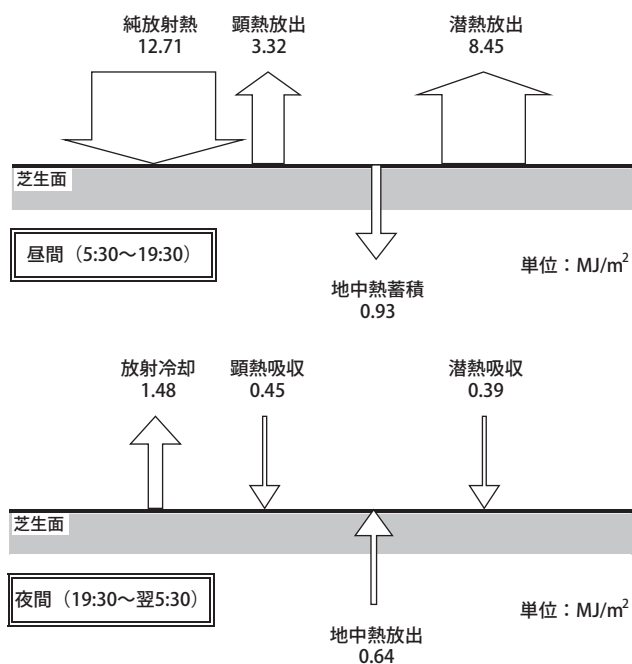 純放射熱
12.71
顕熱放出
3.32
潜熱放出
8.45
芝生面
昼間（5:30～19:30）
地中熱蓄積
0.93
単位：MJ/m²
放射冷却
1.48
顕熱吸収
0.45
潜熱吸収
0.39
芝生面
夜間（19:30～翌5:30）
地中熱放出
0.64
単位：MJ/m²